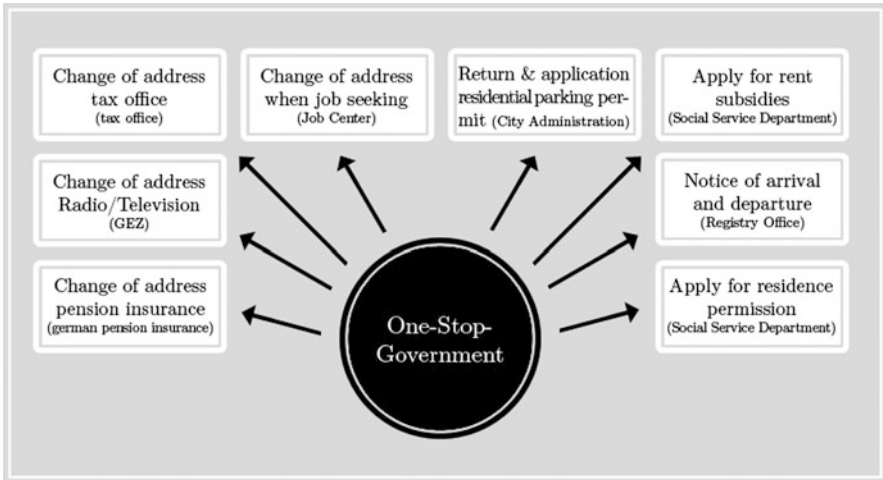 Change of address
tax office
(tax office)
Change of address
when job seeking
(Job Center)
Return & application
residential parking per-
mit (City Administration)
Apply for rent
subsidies
(Social Service Department)
Change of address
Radio/Television
(GEZ)
Notice of arrival
and departure
(Registry Office)
Change of address
pension insurance
(german pension insurance)
Apply for residence
permission
(Social Service Department)
One-Stop-
Government